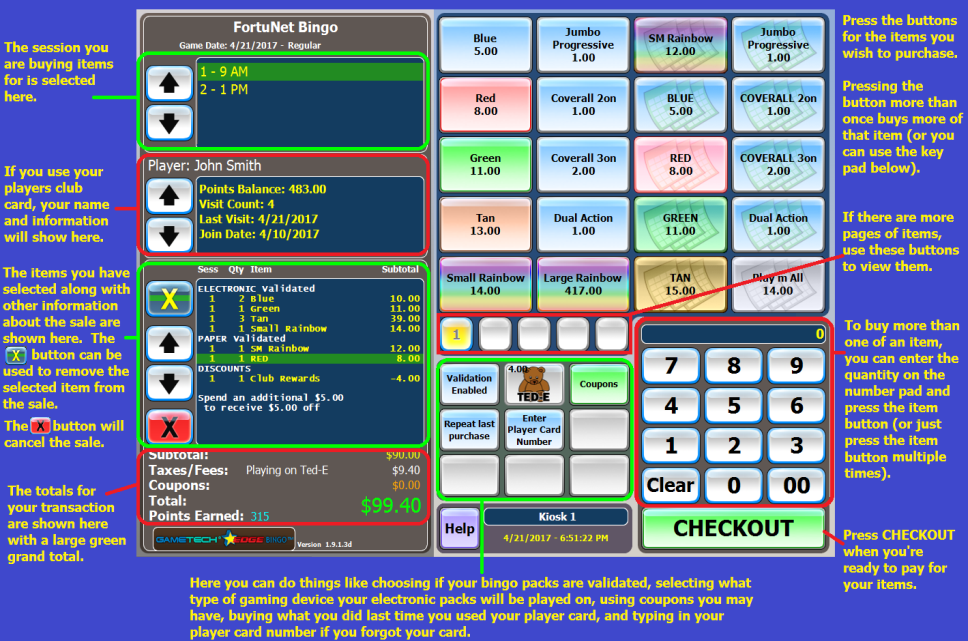 The session you
are buying items
for is selected
here.
If you use your
players club
card, your name
and information
will show here.
The items you have
selected along with
other information
about the sale are
shown here. The
X button can be
used to remove the
selected item from
the sale.
The X button will
cancel the sale.
The totals for
your transaction
are shown here
with a large green
grand total.
FortuNet Bingo
Game Date: 4/21/2017 - Regular
1 - 9 AM
2 - 1 PM
Player: John Smith
Points Balance: 483.00
Visit Count: 4
Last Visit: 4/21/2017
Join Date: 4/10/2017
Sess Qty Item Subtotal
ELECTRONIC Validated
1 2 Blue 10.00
1 1 Green 11.00
1 3 Tan 39.00
1 1 Small Rainbow 14.00
PAPER Validated
1 1 SM Rainbow 12.00
1 1 RED 8.00
DISCOUNTS
1 1 Club Rewards -4.00
Spend an additional $5.00
to receive $5.00 off
X
X
Subtotal: $90.00
Taxes/Fees: Playing on Ted-E $9.40
Coupons: $0.00
Total: $99.40
Points Earned: 315
GAMETECH EDGE BINGO
Version 1.9.1.3d
Blue
5.00
Jumbo
Progressive
1.00
SM Rainbow
12.00
Jumbo
Progressive
1.00
Red
8.00
Coverall 2on
1.00
BLUE
5.00
COVERALL 2on
1.00
Green
11.00
Coverall 3on
2.00
RED
8.00
COVERALL 3on
2.00
Tan
13.00
Dual Action
1.00
GREEN
11.00
Dual Action
1.00
Small Rainbow
14.00
Large Rainbow
417.00
TAN
15.00
Play'm All
14.00
1
Validation
Enabled
4.00
TED-E
Coupons
Repeat last
purchase
Enter
Player Card
Number
0
7 8 9
4 5 6
1 2 3
Clear 0 00
Help
Kiosk 1
4/21/2017 - 6:51:22 PM
CHECKOUT
Press the buttons
for the items you
wish to purchase.
Pressing the
button more than
once buys more of
that item (or you
can use the key
pad below).
If there are more
pages of items,
use these buttons
to view them.
To buy more than
one of an item,
you can enter the
quantity on the
number pad and
press the item
button (or just
press the item
button multiple
times).
Press CHECKOUT
when you're
ready to pay for
your items.
Here you can do things like choosing if your bingo packs are validated, selecting what
type of gaming device your electronic packs will be played on, using coupons you may
have, buying what you did last time you used your player card, and typing in your
player card number if you forgot your card.